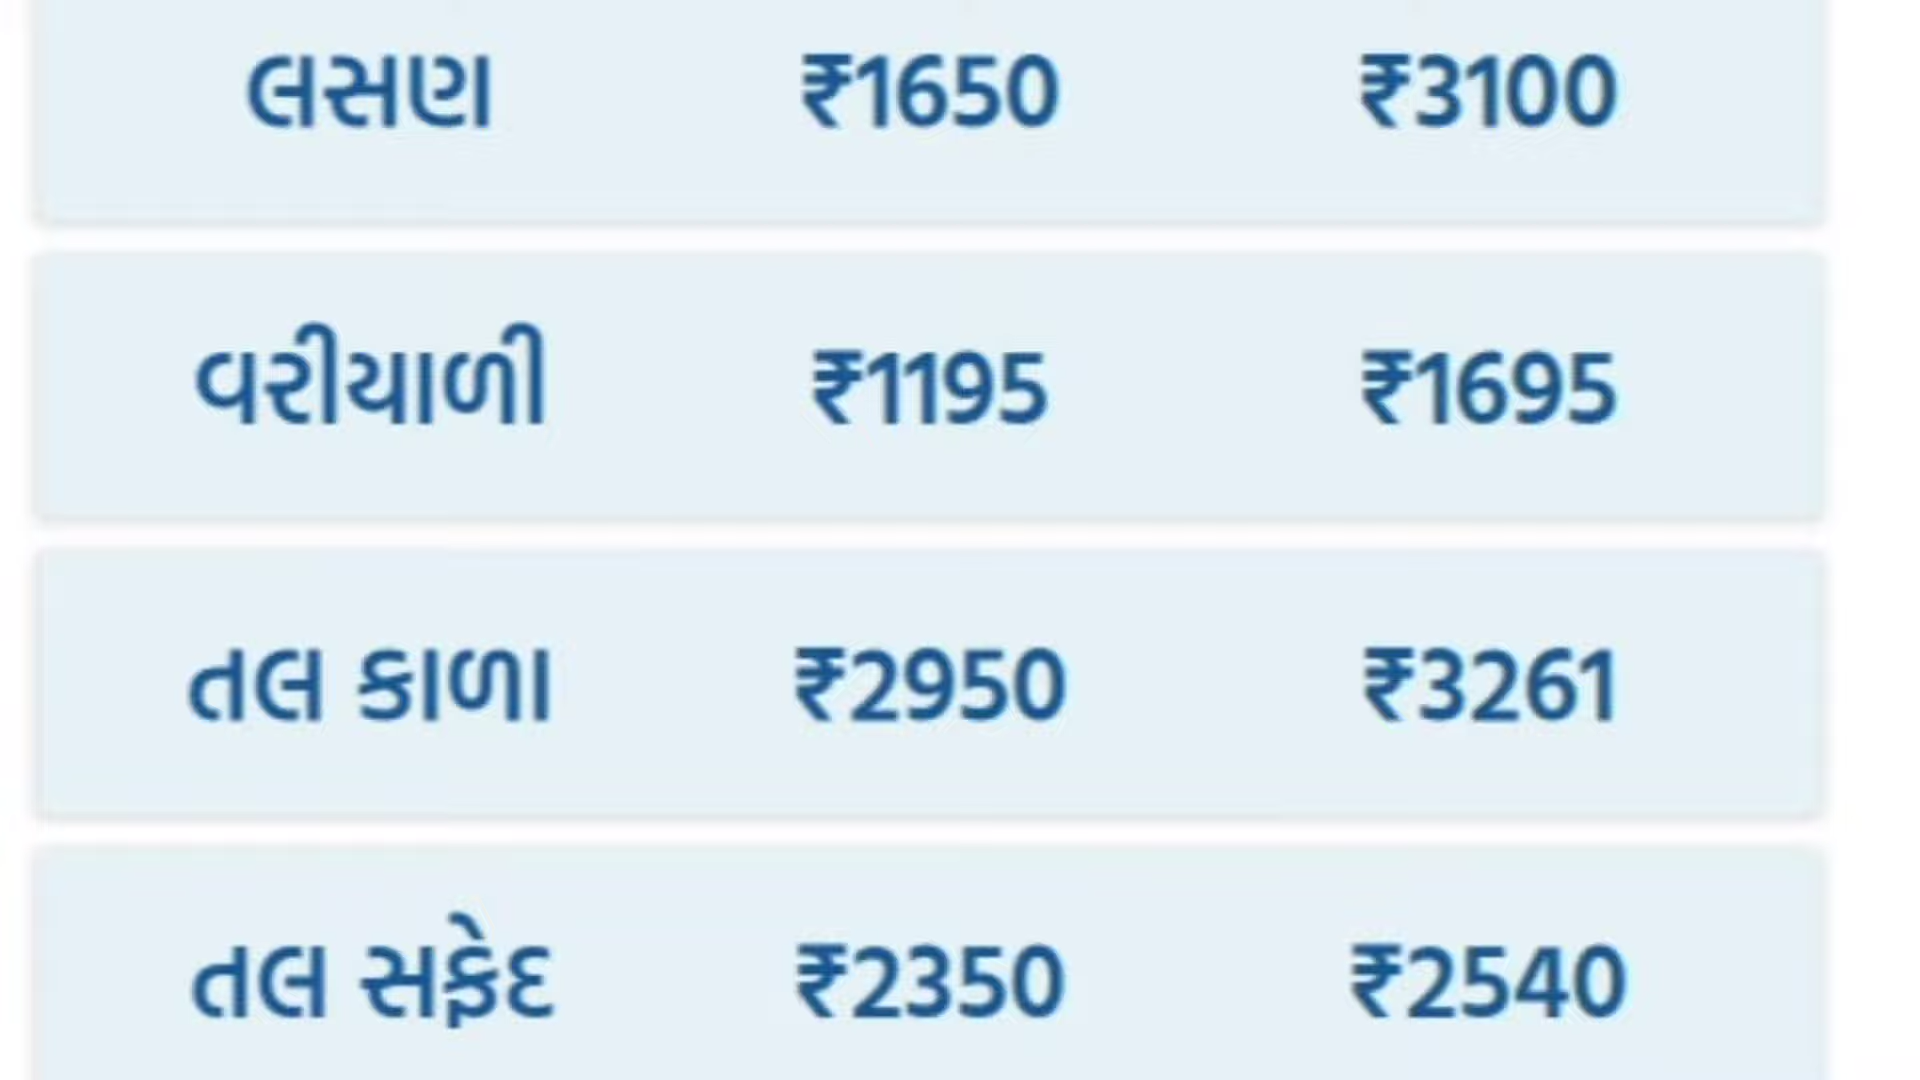 લસણ ₹1650 ₹3100
વરીયાળી ₹1195 ₹1695
તલ કાળા ₹2950 ₹3261
તલ સફેદ ₹2350 ₹2540